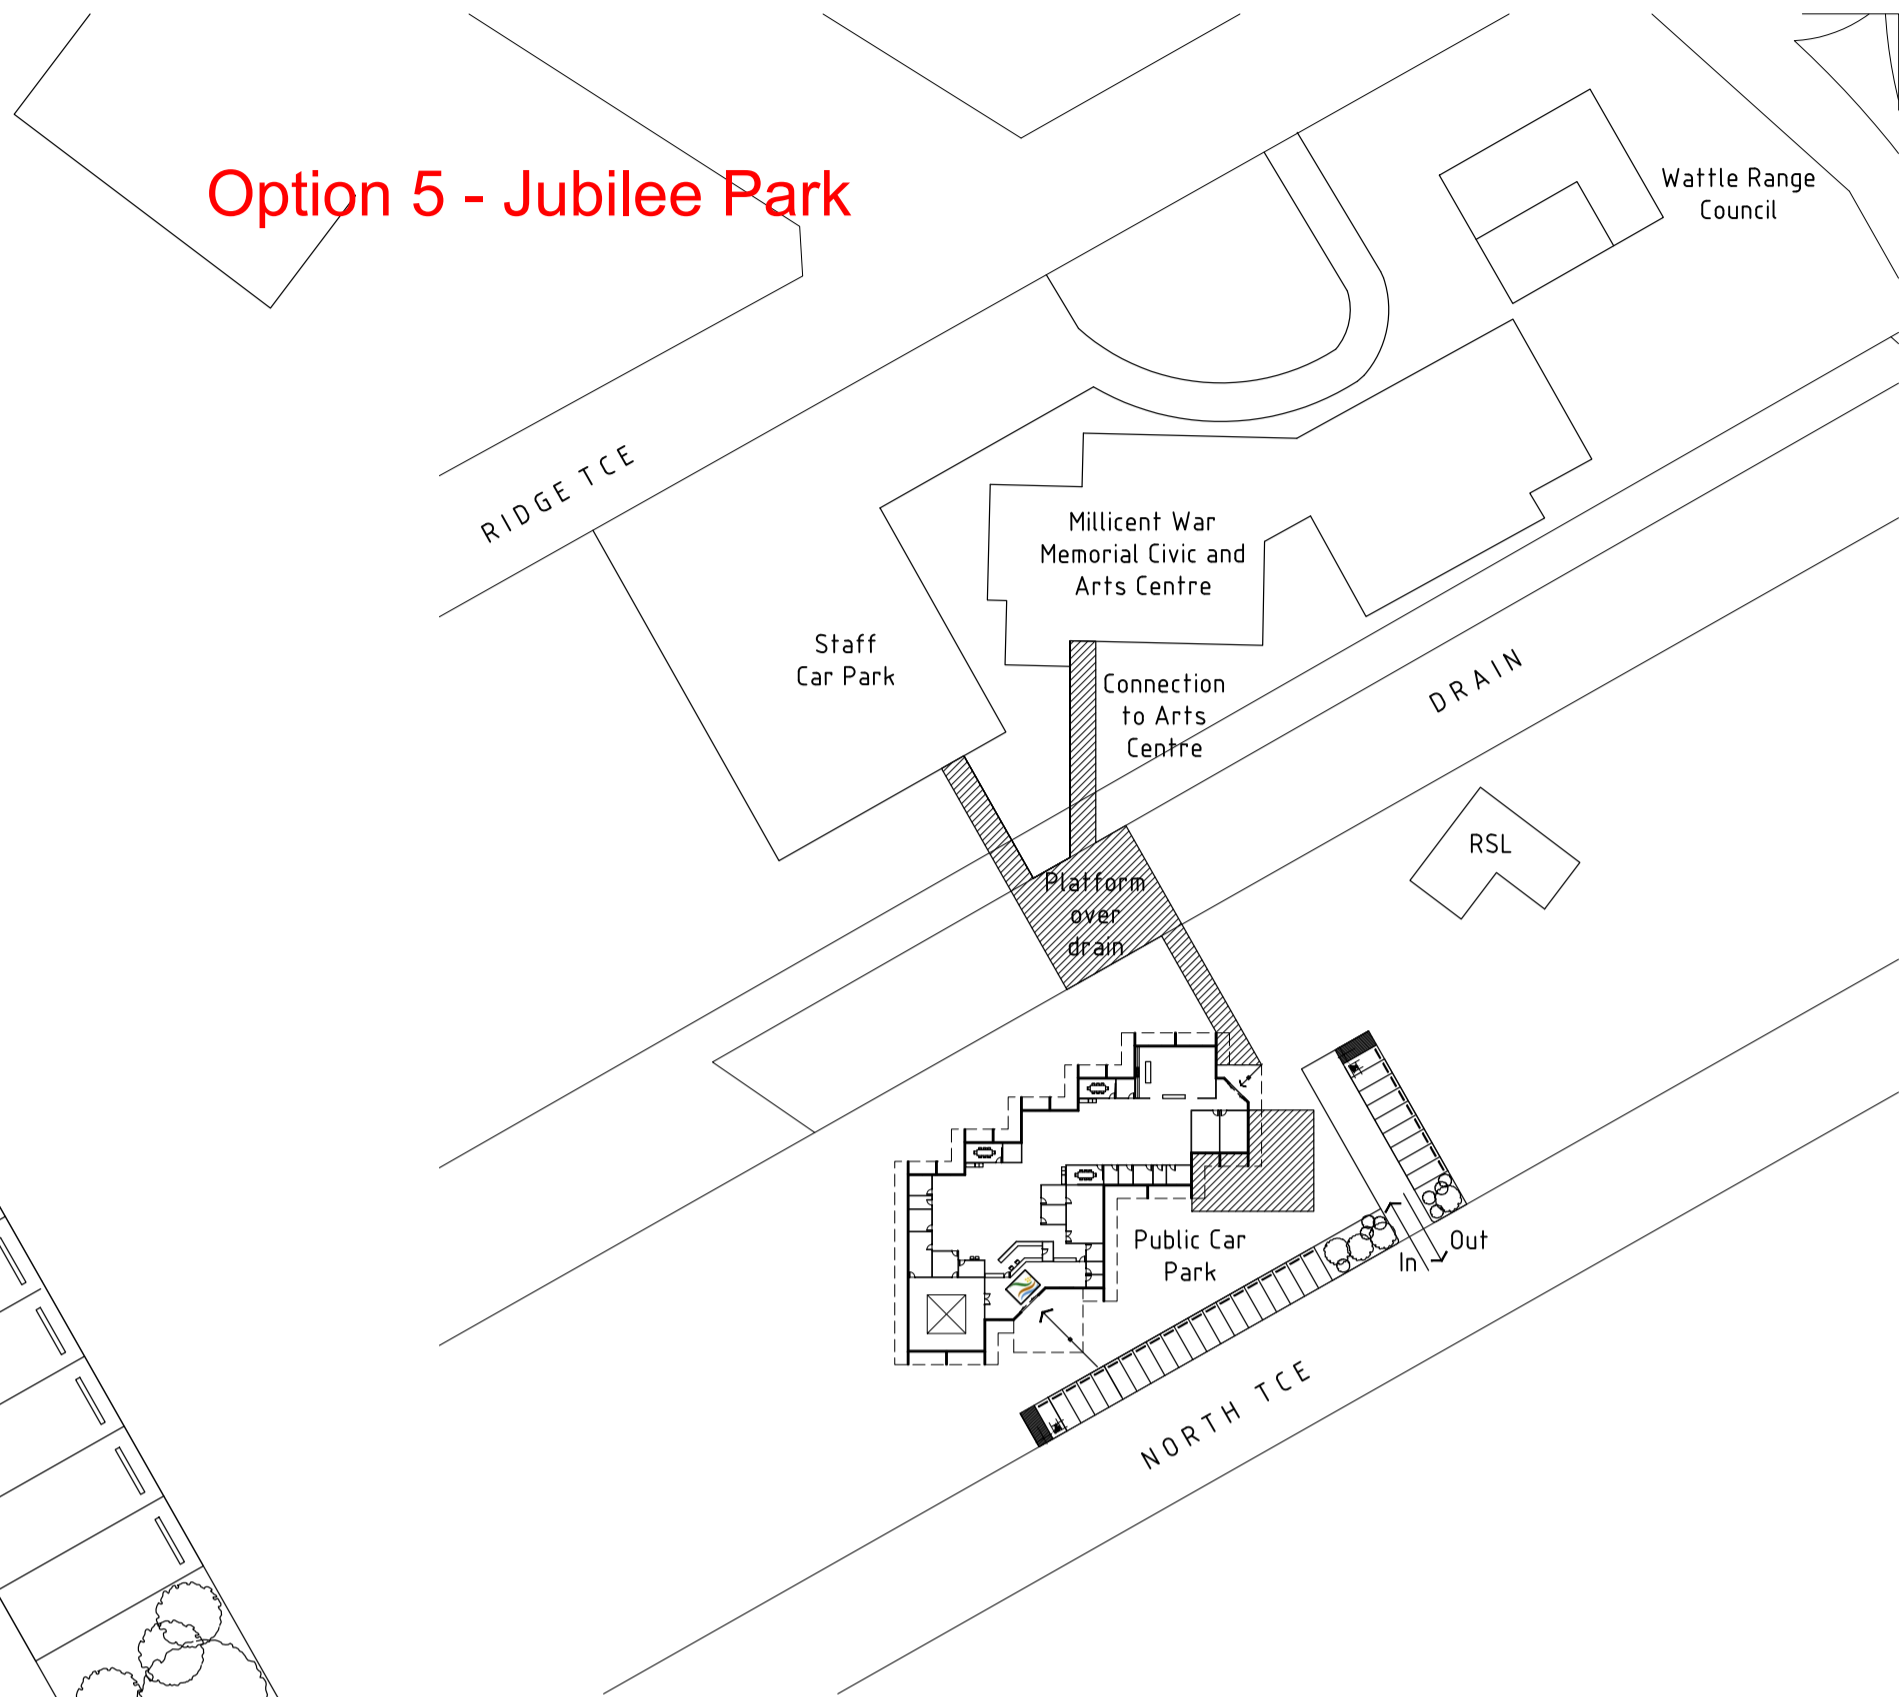 Option 5 - Jubilee Park
Wattle Range
Council
RIDGE TCE
Millicent War
Memorial Civic and
Arts Centre
Staff
Car Park
Connection
to Arts
Centre
DRAIN
RSL
Platform
over
drain
Public Car
Park
In
Out
NORTH TCE